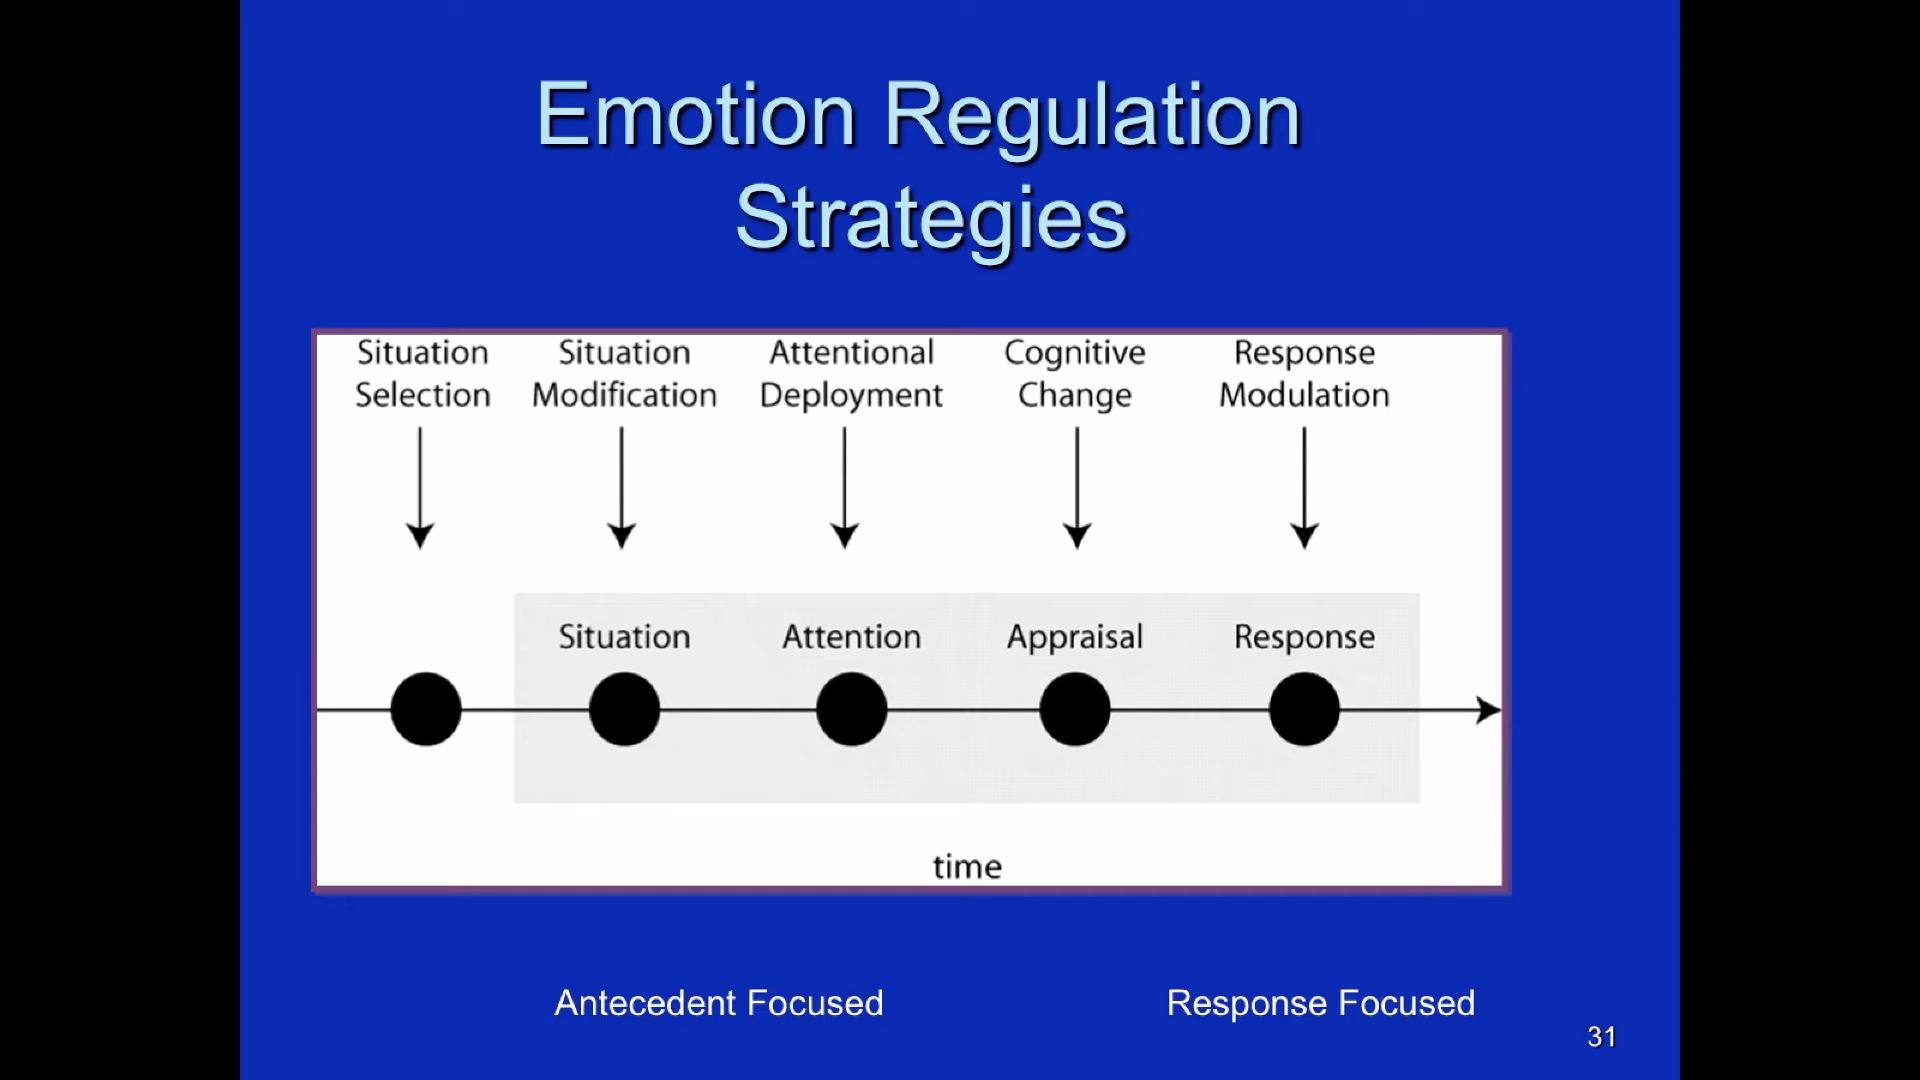 Emotion Regulation
Strategies
Situation Selection
Situation Modification
Attentional Deployment
Cognitive Change
Response Modulation
Situation
Attention
Appraisal
Response
time
Antecedent Focused
Response Focused
31